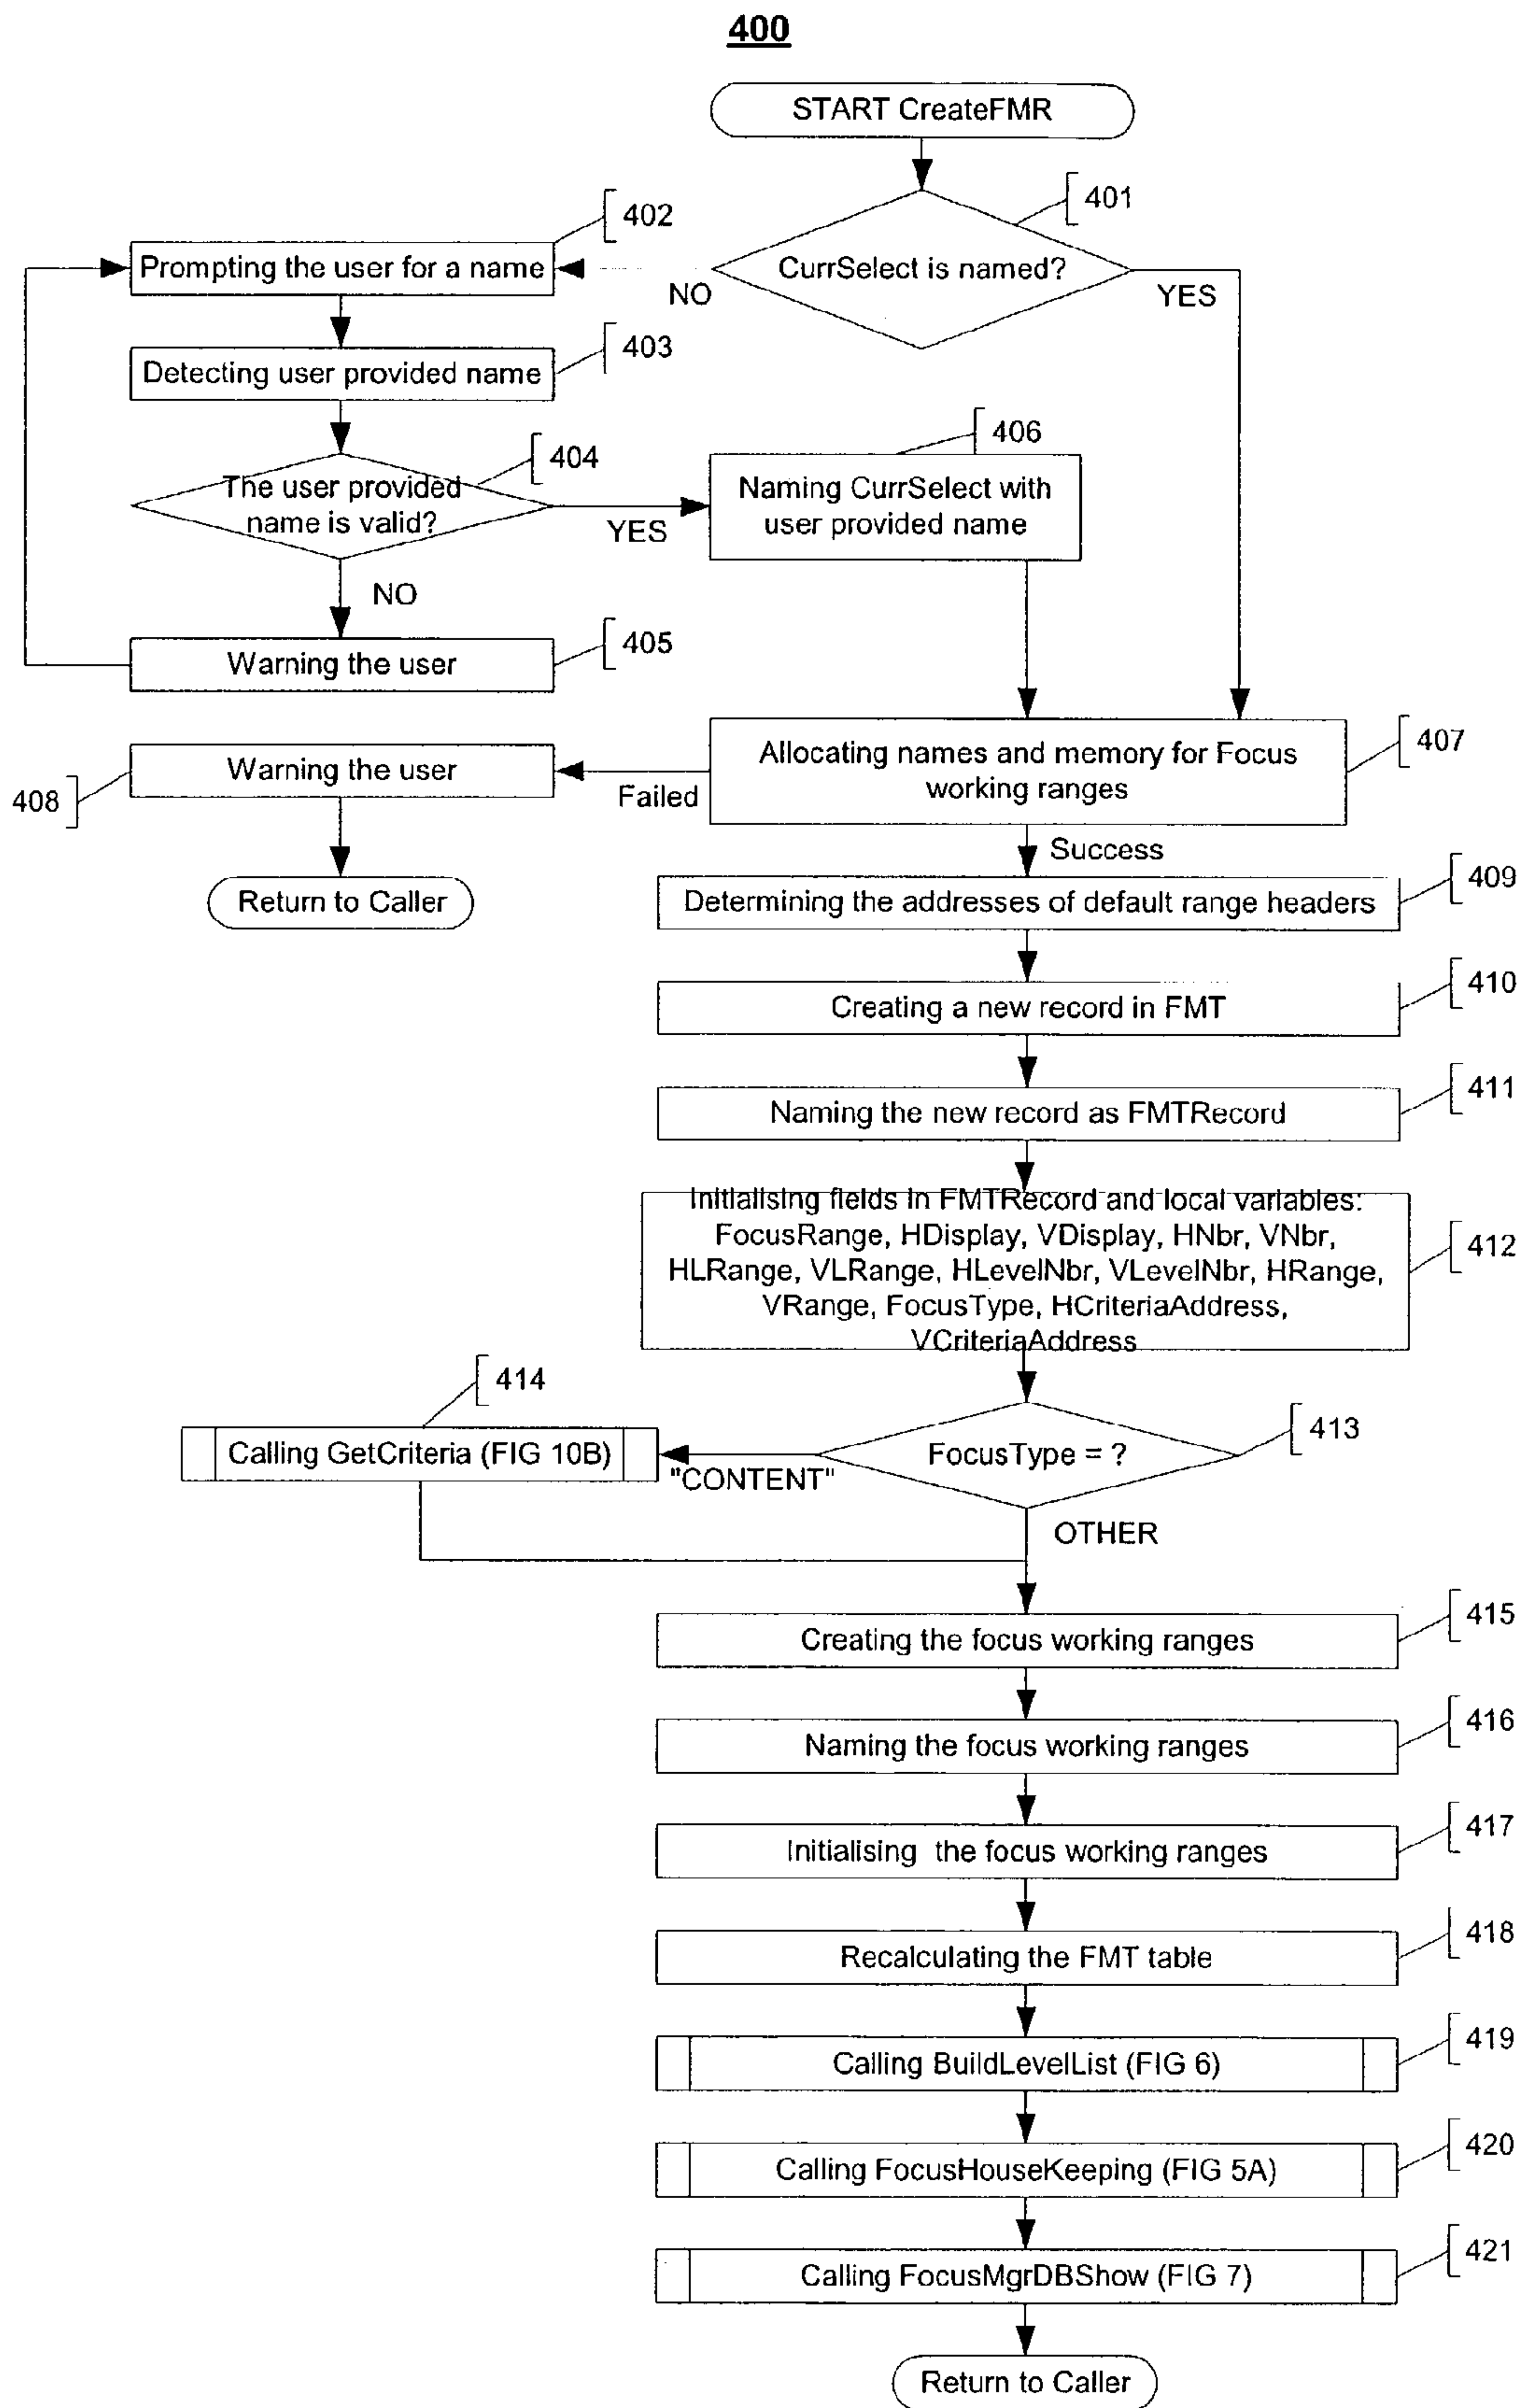 400
START CreateFMR
401
CurrSelect is named?
NO
YES
402
Prompting the user for a name
403
Detecting user provided name
404
The user provided
name is valid?
YES
NO
406
Naming CurrSelect with
user provided name
405
Warning the user
407
Allocating names and memory for Focus
working ranges
Failed
Success
408
Warning the user
Return to Caller
409
Determining the addresses of default range headers
410
Creating a new record in FMT
411
Naming the new record as FMTRecord
412
Initialising fields in FMTRecord and local variables:
FocusRange, HDisplay, VDisplay, HNbr, VNbr,
HLRange, VLRange, HLevelNbr, VLevelNbr, HRange,
VRange, FocusType, HCriteriaAddress,
VCriteriaAddress
413
FocusType = ?
"CONTENT"
OTHER
414
Calling GetCriteria (FIG 10B)
415
Creating the focus working ranges
416
Naming the focus working ranges
417
Initialising the focus working ranges
418
Recalculating the FMT table
419
Calling BuildLevelList (FIG 6)
420
Calling FocusHouseKeeping (FIG 5A)
421
Calling FocusMgrDBShow (FIG 7)
Return to Caller